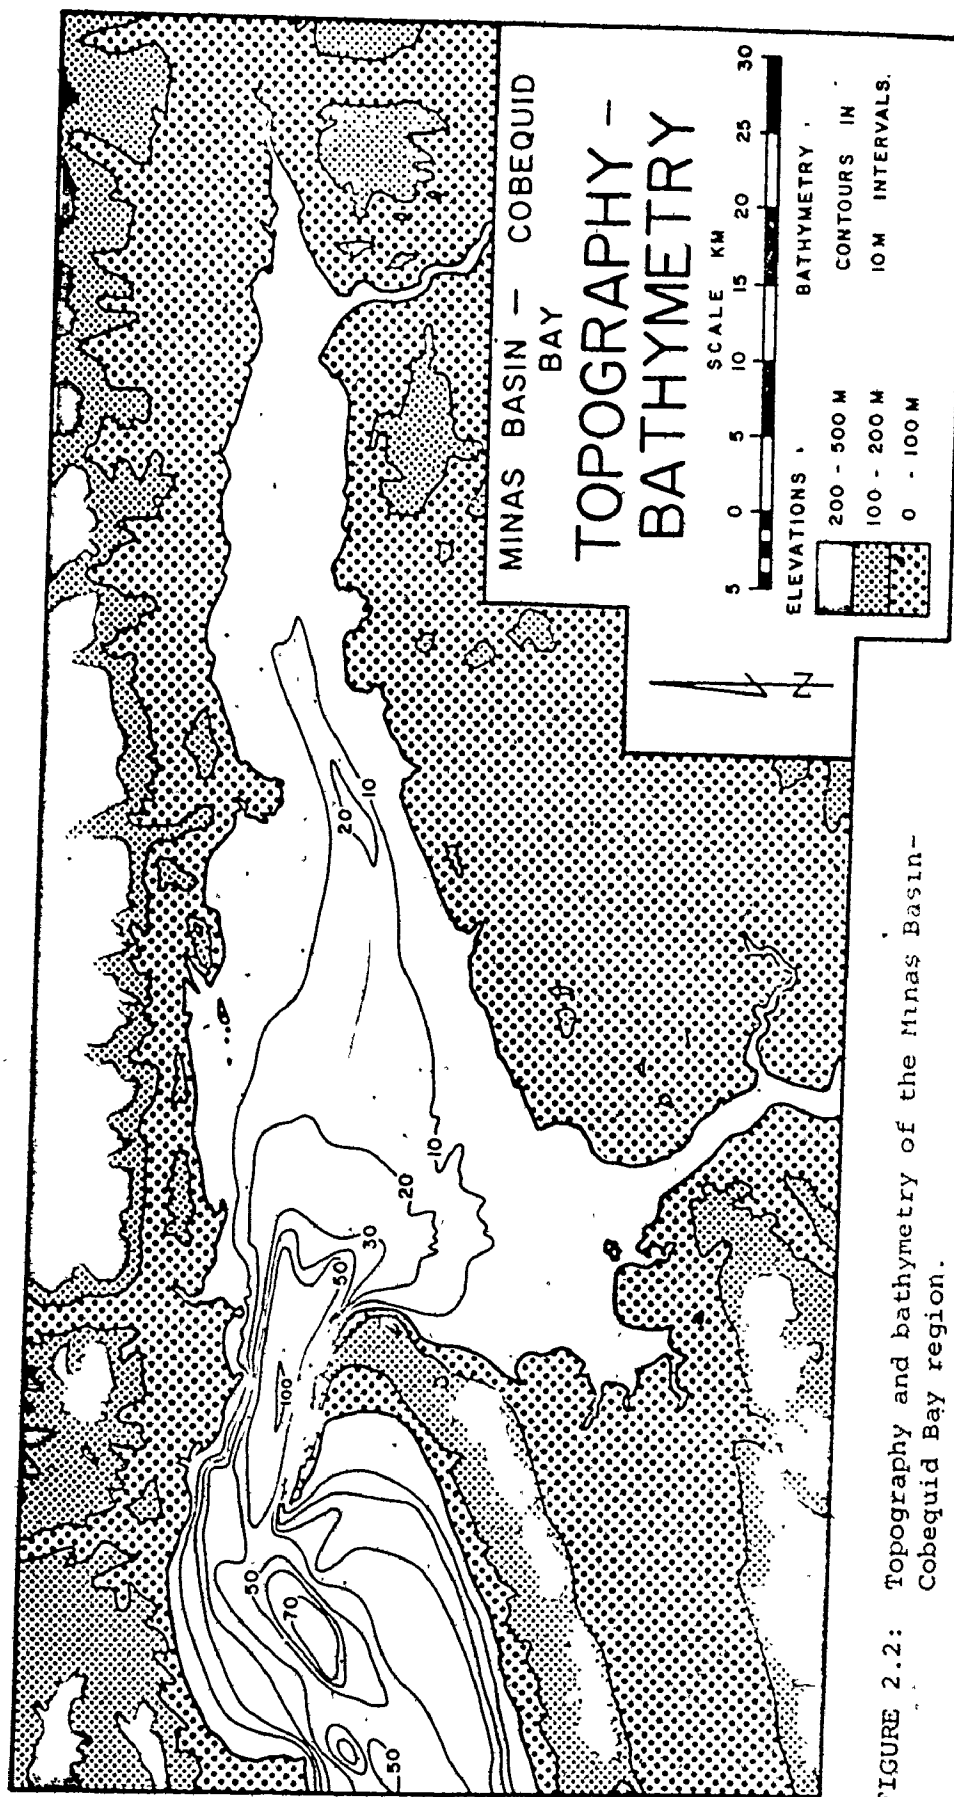 MINAS BASIN — COBEQUID
BAY
TOPOGRAPHY –
BATHYMETRY
SCALE KM
5 0 5 10 15 20 25 30
ELEVATIONS
200 - 500 M
100 - 200 M
0 - 100 M
BATHYMETRY
CONTOURS IN
10M INTERVALS.
N
50
70
50
100
50
30
20
10
20
10
FIGURE 2.2: Topography and bathymetry of the Minas Basin-
Cobequid Bay region.